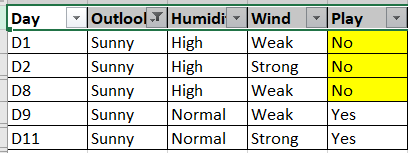 Day Outlook Humidi Wind Play
D1 Sunny High Weak No
D2 Sunny High Strong No
D8 Sunny High Weak No
D9 Sunny Normal Weak Yes
D11 Sunny Normal Strong Yes